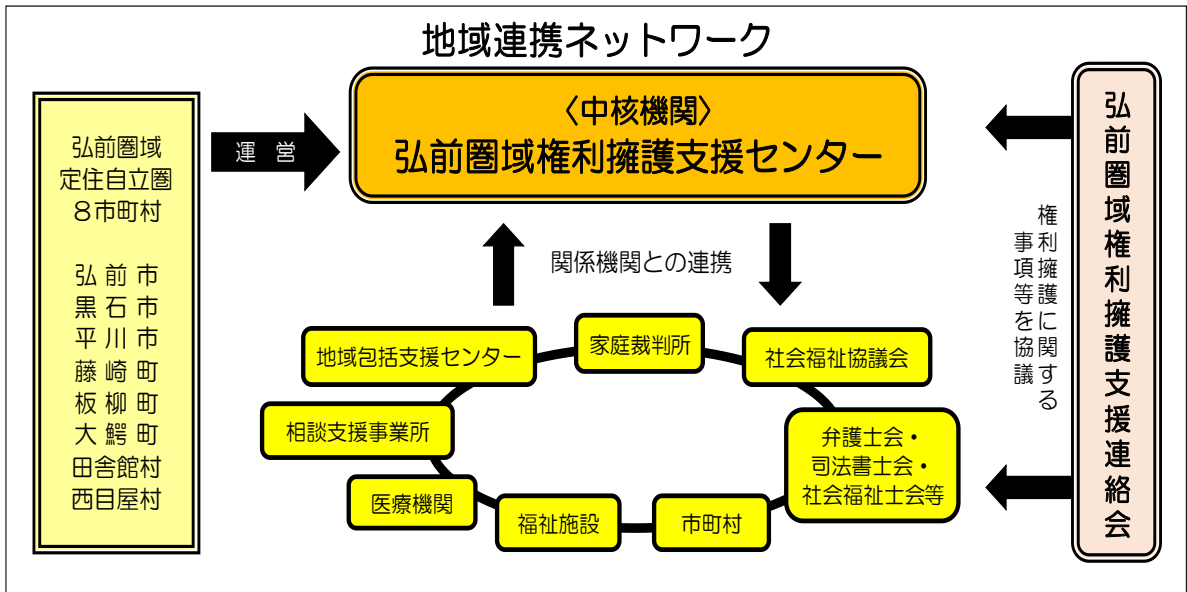 地域連携ネットワーク
弘前圏域
定住自立圏
8市町村
弘前市
黒石市
平川市
藤崎町
板柳町
大鰐町
田舎館村
西目屋村
運営
〈中核機関〉
弘前圏域権利擁護支援センター
関係機関との連携
地域包括支援センター
家庭裁判所
社会福祉協議会
相談支援事業所
弁護士会・
司法書士会・
社会福祉士会等
医療機関
福祉施設
市町村
権利擁護に関する
事項等を協議
弘前圏域権利擁護支援連絡会